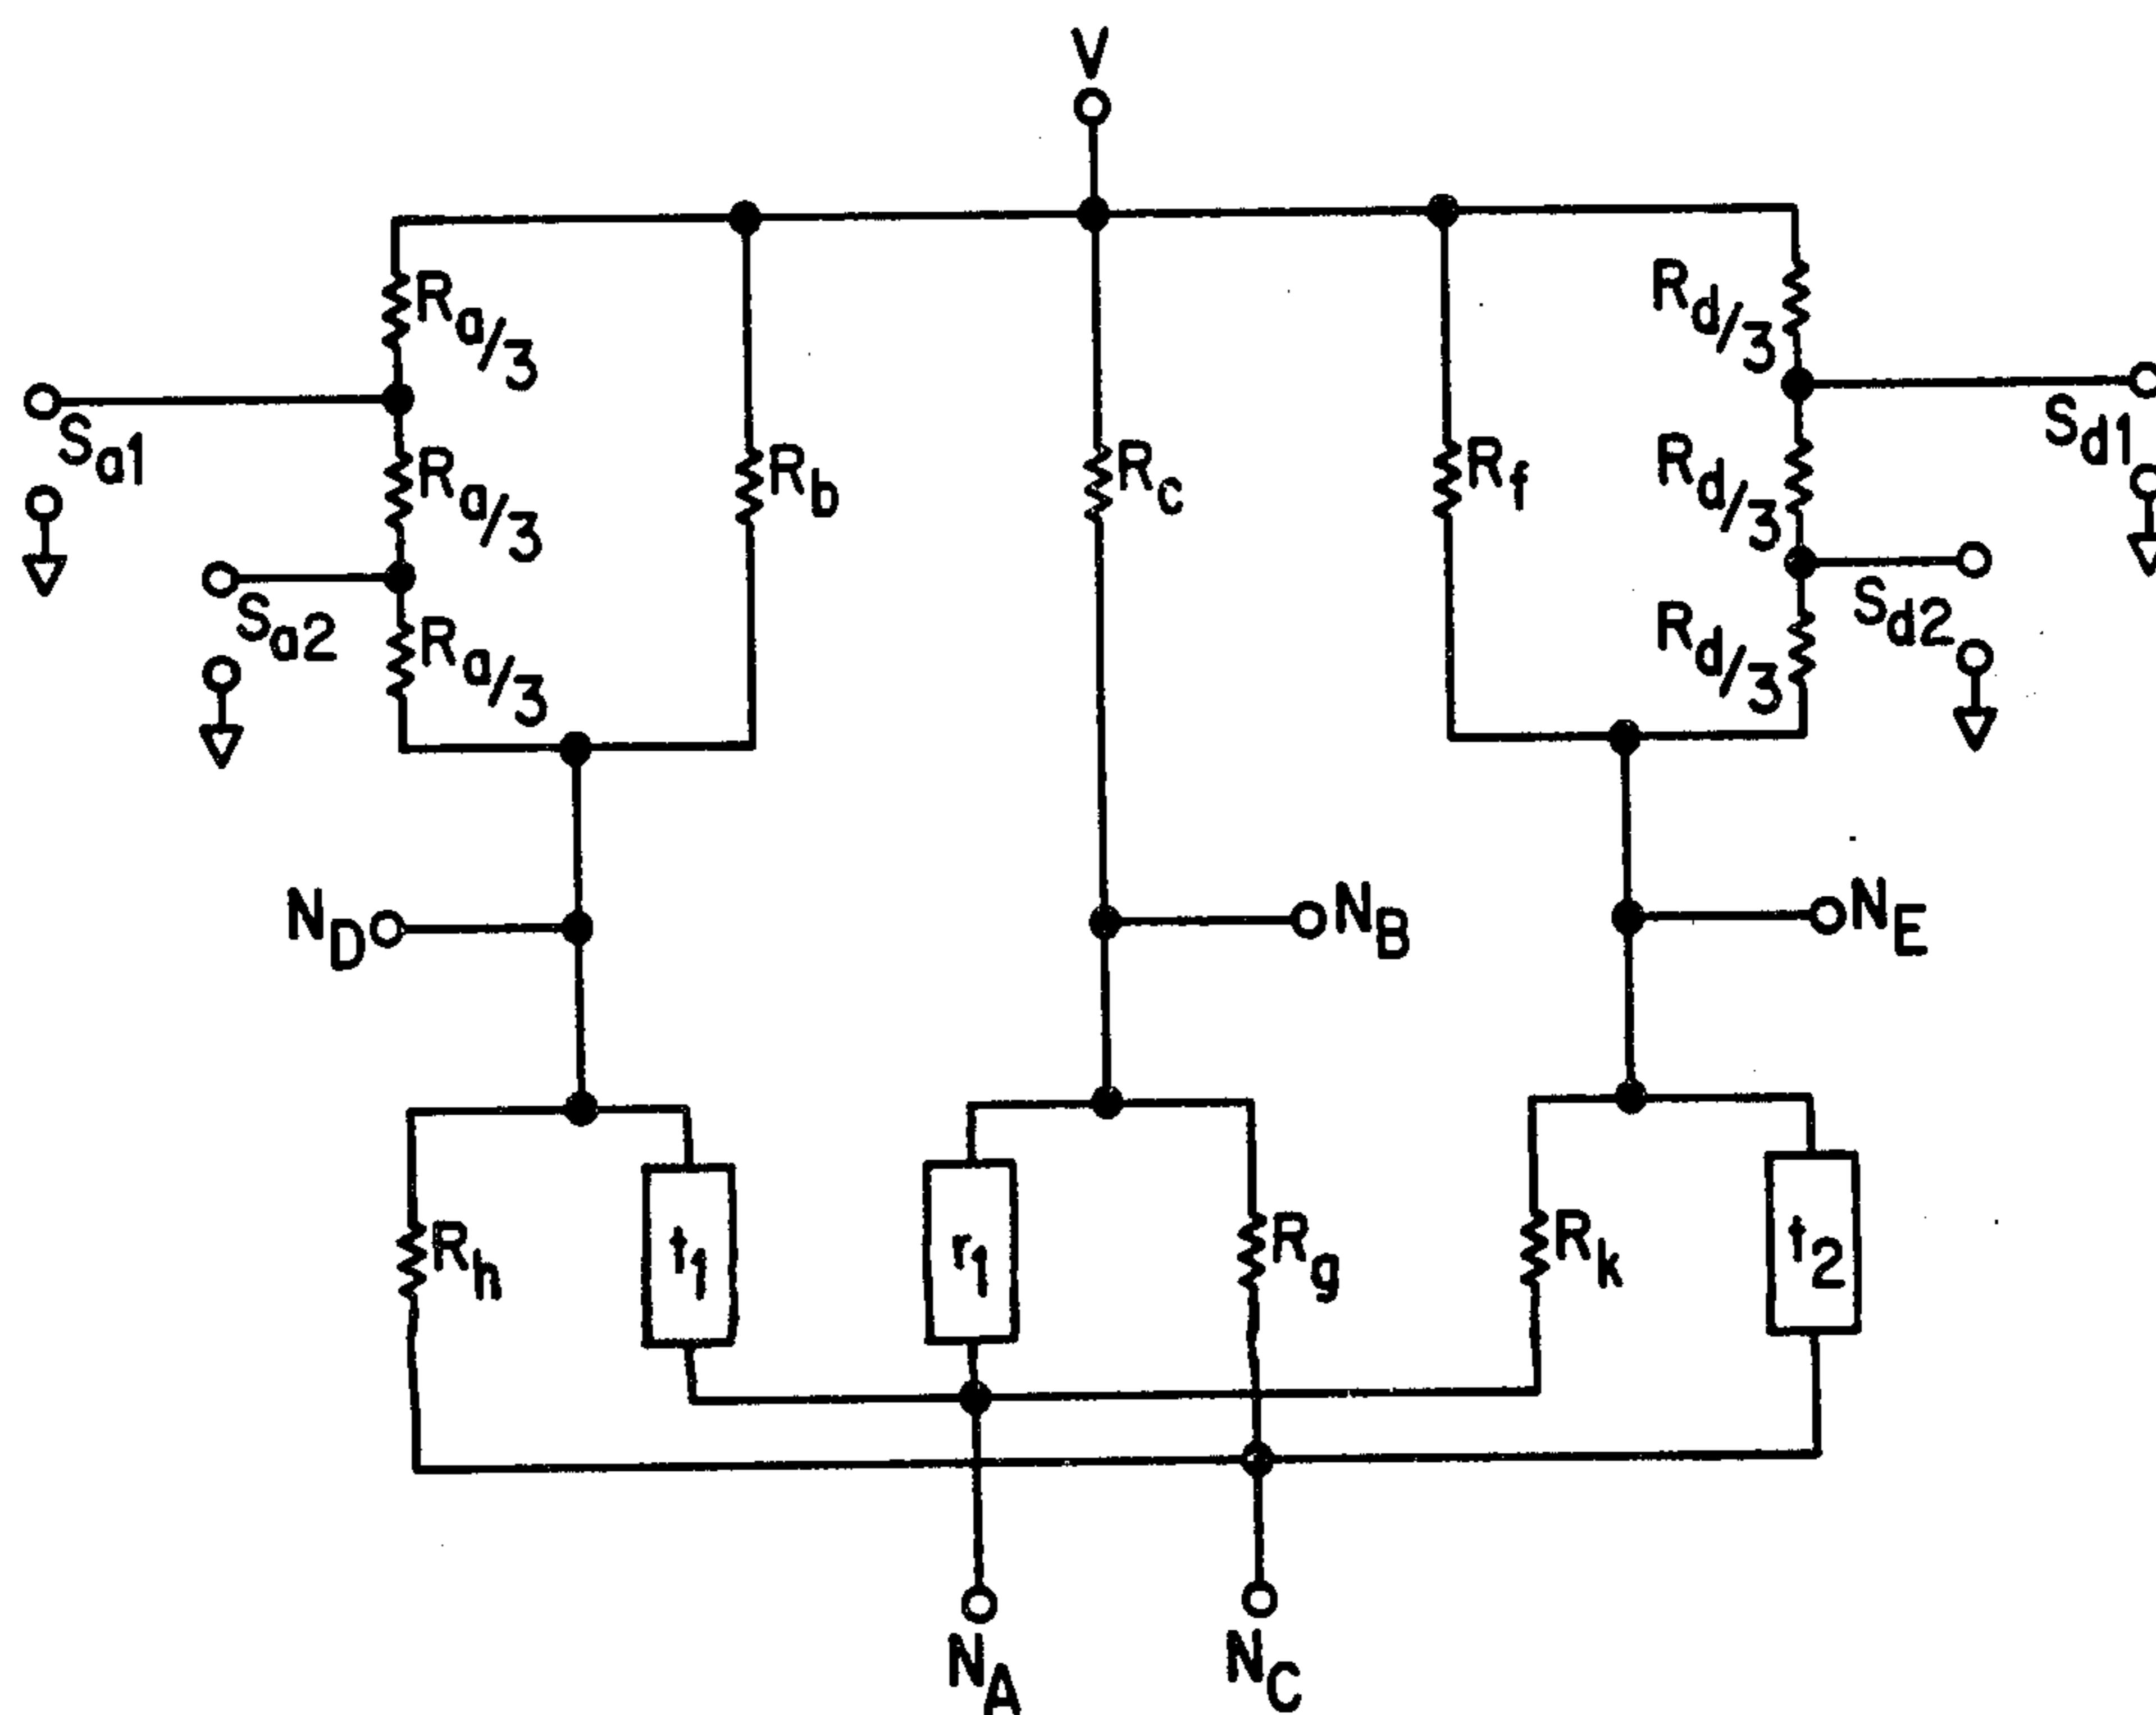 V
Ra/3
Rd/3
Sa1
Sd1
Ra/3
Rb
Rc
Rf
Rd/3
Sa2
Sd2
Ra/3
Rd/3
ND
NB
NE
Rh
t1
r1
Rg
Rk
t2
NA
NC